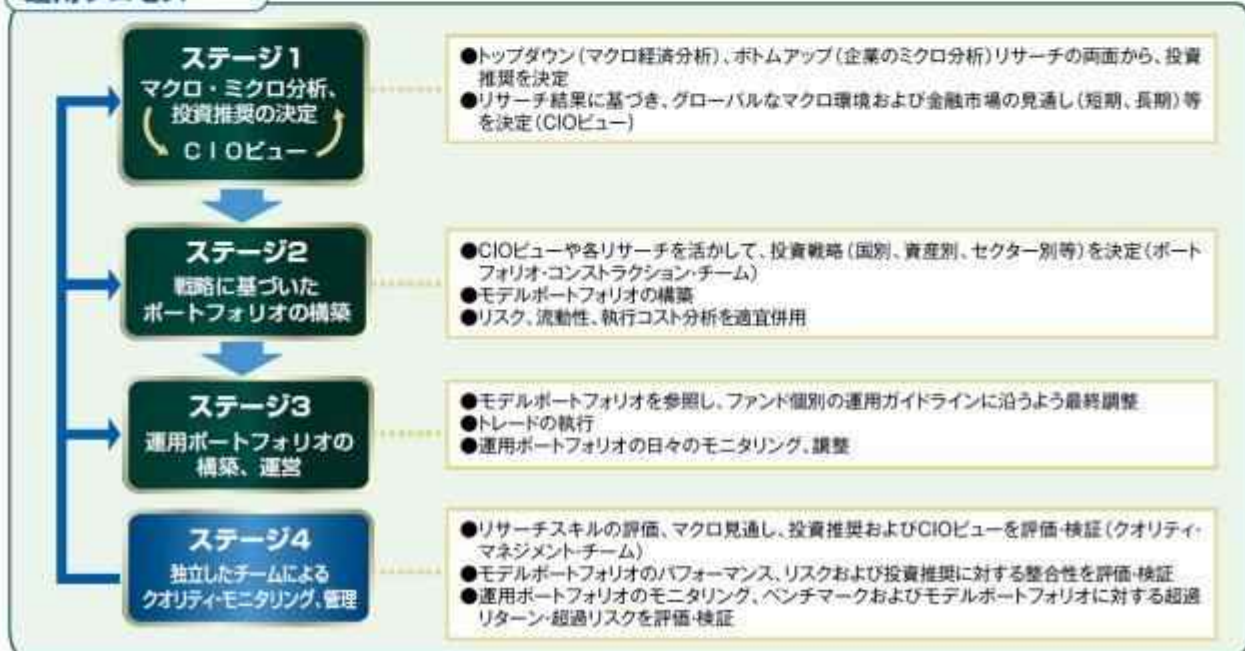 ステージ1
マクロ・ミクロ分析、
投資推奨の決定
CIOビュー
●トップダウン(マクロ経済分析)、ボトムアップ(企業のミクロ分析)リサーチの両面から、投資
推奨を決定
●リサーチ結果に基づき、グローバルなマクロ環境および金融市場の見通し(短期、長期)等
を決定(CIOビュー)
ステージ2
戦略に基づいた
ポートフォリオの構築
●CIOビューや各リサーチを活かして、投資戦略(国別、資産別、セクター別等)を決定(ポート
フォリオ・コンストラクション・チーム)
●モデルポートフォリオの構築
●リスク、流動性、執行コスト分析を適宜併用
ステージ3
運用ポートフォリオの
構築、運営
●モデルポートフォリオを参照し、ファンド個別の運用ガイドラインに沿うよう最終調整
●トレードの執行
●運用ポートフォリオの日々のモニタリング、調整
ステージ4
独立したチームによる
クオリティ・モニタリング、管理
●リサーチスキルの評価、マクロ見通し、投資推奨およびCIOビューを評価・検証(クオリティ・
マネジメント・チーム)
●モデルポートフォリオのパフォーマンス、リスクおよび投資推奨に対する整合性を評価・検証
●運用ポートフォリオのモニタリング、ベンチマークおよびモデルポートフォリオに対する超過
リターン・超過リスクを評価・検証